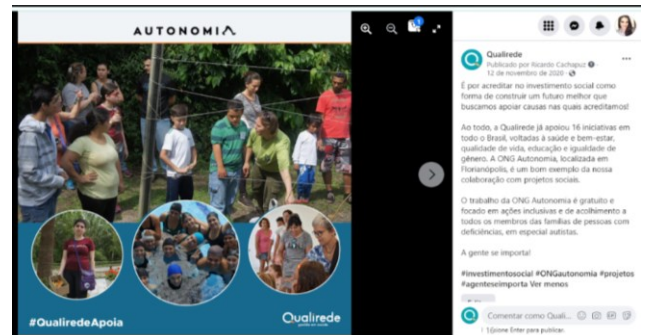 AUTONOMIA
#QualiredeApoia
Qualirede
Qualirede
Publicado por Ricardo Cachapuz
12 de novembro de 2020
É por acreditar no investimento social como
forma de construir um futuro melhor que
buscamos apoiar causas nas quais acreditamos!
Ao todo, a Qualirede já apoiou 16 iniciativas em
todo o Brasil, voltadas à saúde e bem-estar,
qualidade de vida, educação e igualdade de
gênero. A ONG Autonomia, localizada em
Florianópolis, é um bom exemplo da nossa
colaboração com projetos sociais.
O trabalho da ONG Autonomia é gratuito e
focado em ações inclusivas e de acolhimento a
todos os membros das famílias de pessoas com
deficiências, em especial autistas.
A gente se importa!
#investimentosocial #ONGautonomia #projetos
#agenteseimporta Ver menos
Comentar como Quali...